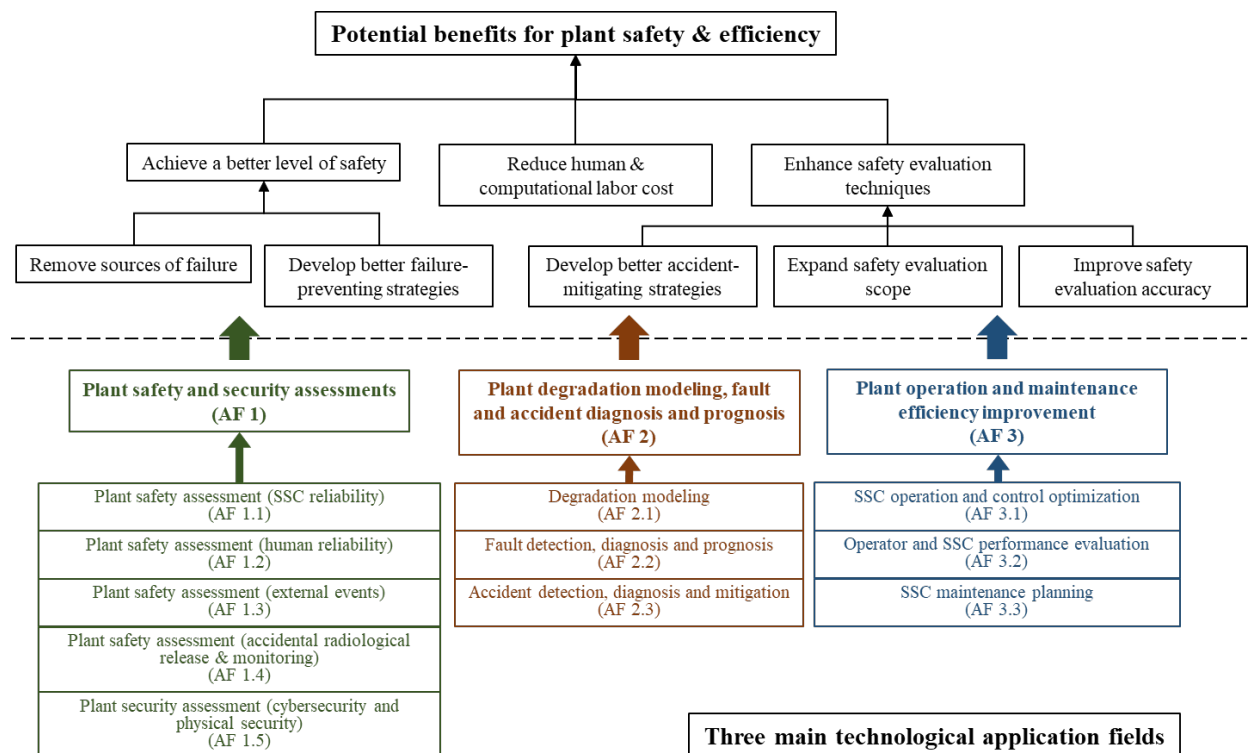 Potential benefits for plant safety & efficiency
Achieve a better level of safety
Reduce human &
computational labor cost
Enhance safety evaluation
techniques
Remove sources of failure
Develop better failure-
preventing strategies
Develop better accident-
mitigating strategies
Expand safety evaluation
scope
Improve safety
evaluation accuracy
Plant safety and security assessments
(AF 1)
Plant degradation modeling, fault
and accident diagnosis and prognosis
(AF 2)
Plant operation and maintenance
efficiency improvement
(AF 3)
Plant safety assessment (SSC reliability)
(AF 1.1)
Plant safety assessment (human reliability)
(AF 1.2)
Plant safety assessment (external events)
(AF 1.3)
Plant safety assessment (accidental radiological
release & monitoring)
(AF 1.4)
Plant security assessment (cybersecurity and
physical security)
(AF 1.5)
Degradation modeling
(AF 2.1)
Fault detection, diagnosis and prognosis
(AF 2.2)
Accident detection, diagnosis and mitigation
(AF 2.3)
SSC operation and control optimization
(AF 3.1)
Operator and SSC performance evaluation
(AF 3.2)
SSC maintenance planning
(AF 3.3)
Three main technological application fields